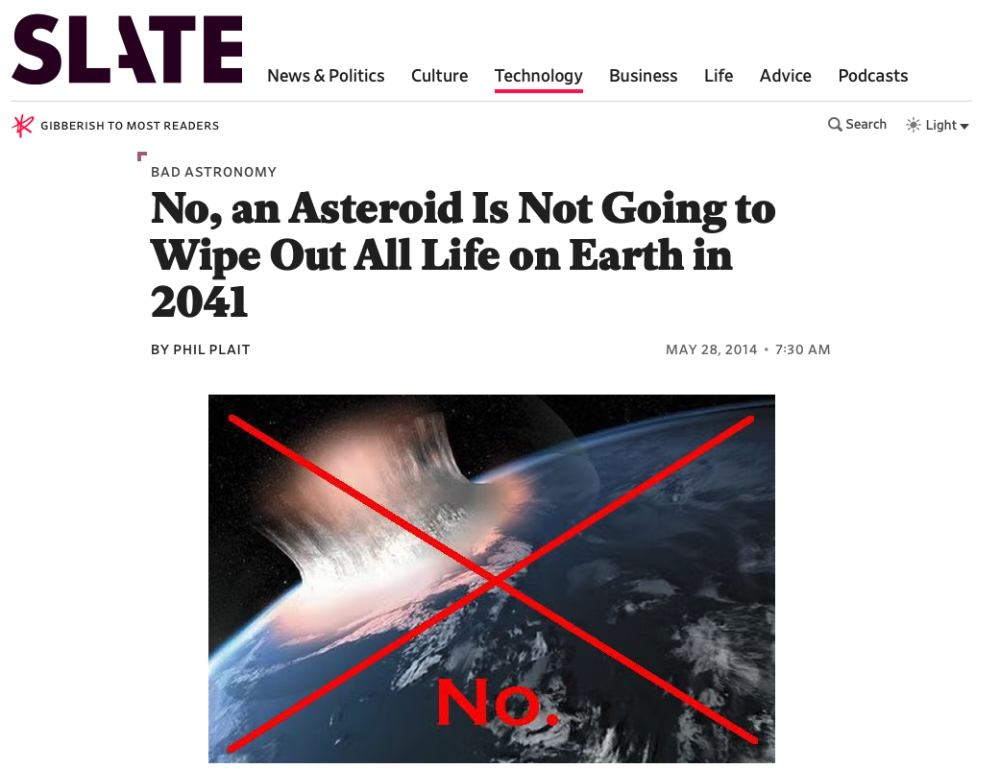 SLATE
News & Politics Culture Technology Business Life Advice Podcasts
GIBBERISH TO MOST READERS
Search Light
BAD ASTRONOMY
No, an Asteroid Is Not Going to
Wipe Out All Life on Earth in
2041
BY PHIL PLAIT
MAY 28, 2014 • 7:30 AM
No.